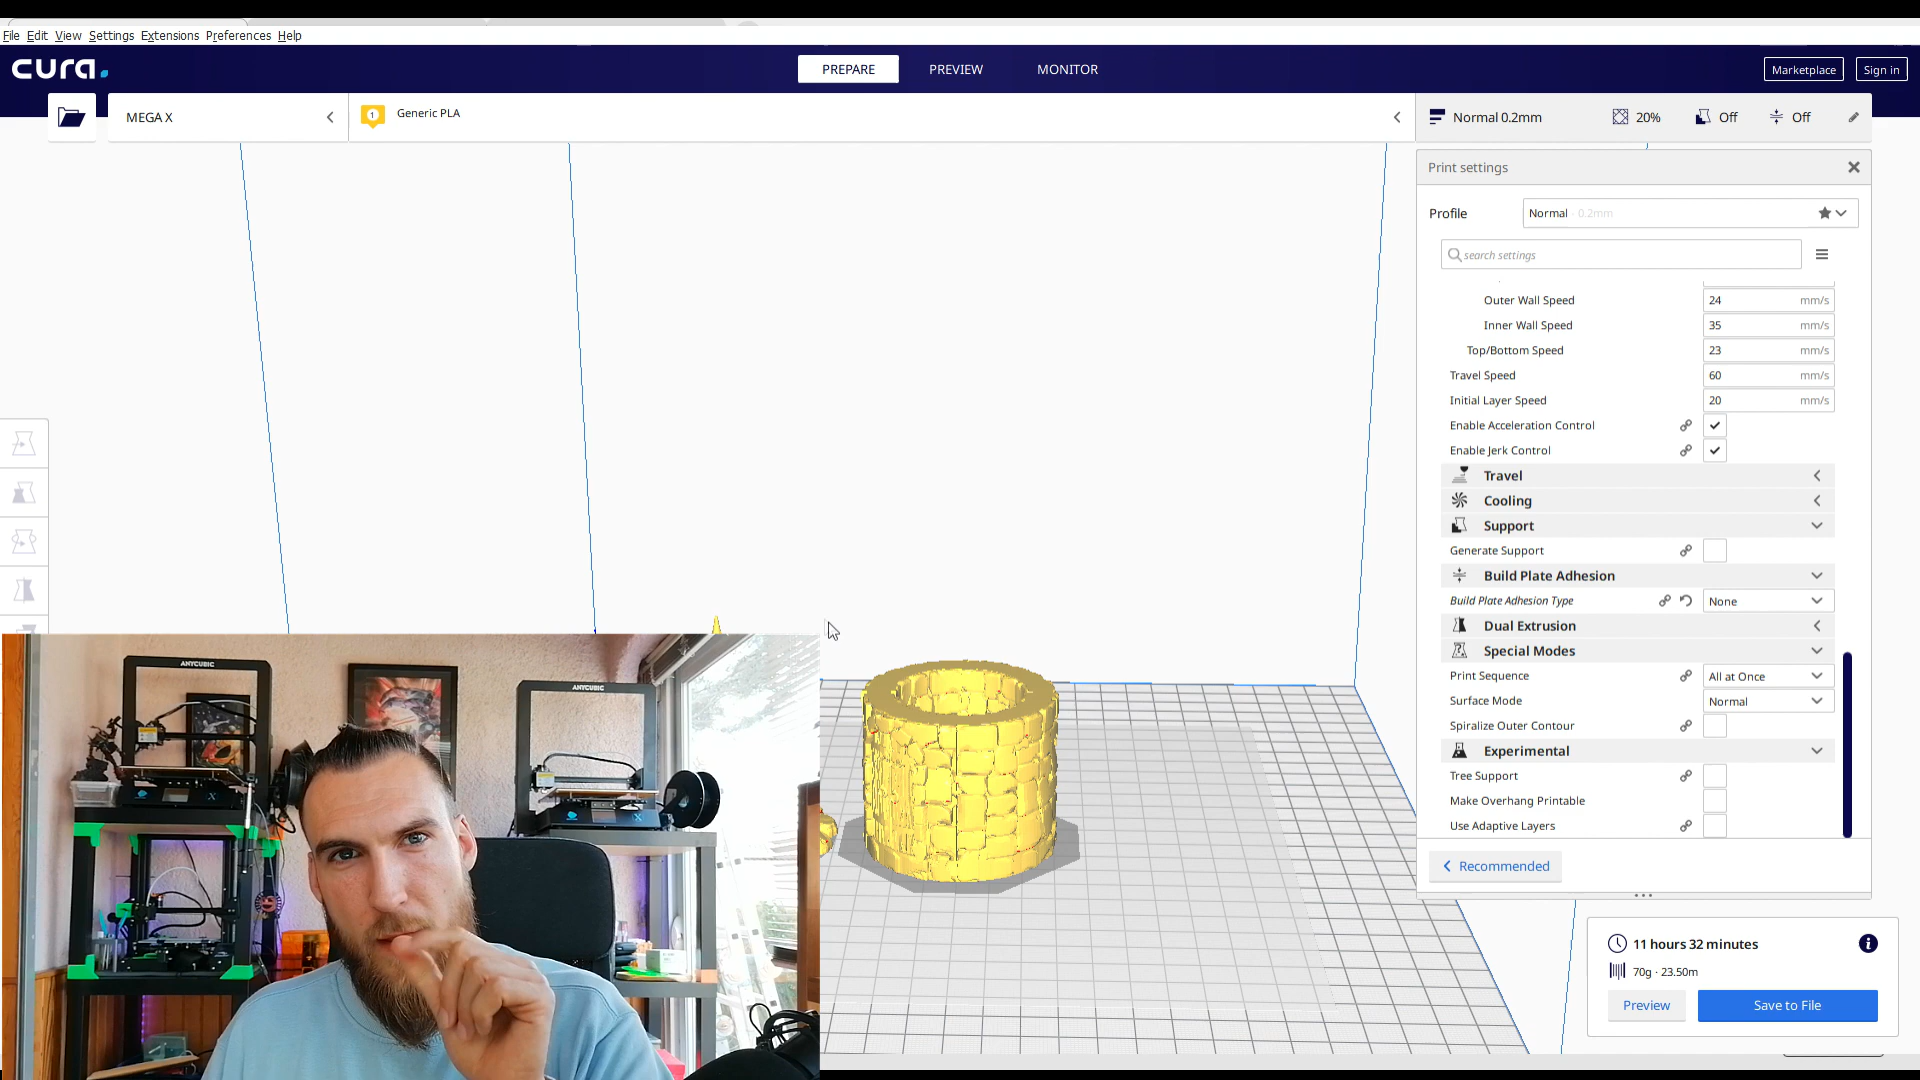 File Edit View Settings Extensions Preferences Help
cura.
PREPARE PREVIEW MONITOR
Marketplace Sign in
MEGA X
1 Generic PLA
Normal 0.2mm 20% Off Off
Print settings
Profile Normal 0.2mm
search settings
Outer Wall Speed 24 mm/s
Inner Wall Speed 35 mm/s
Top/Bottom Speed 23 mm/s
Travel Speed 60 mm/s
Initial Layer Speed 20 mm/s
Enable Acceleration Control
Enable Jerk Control
Travel
Cooling
Support
Generate Support
Build Plate Adhesion
Build Plate Adhesion Type None
Dual Extrusion
Special Modes
Print Sequence All at Once
Surface Mode Normal
Spiralize Outer Contour
Experimental
Tree Support
Make Overhang Printable
Use Adaptive Layers
Recommended
11 hours 32 minutes
70g · 23.50m
Preview Save to File
ANYCUBIC
ANYCUBIC